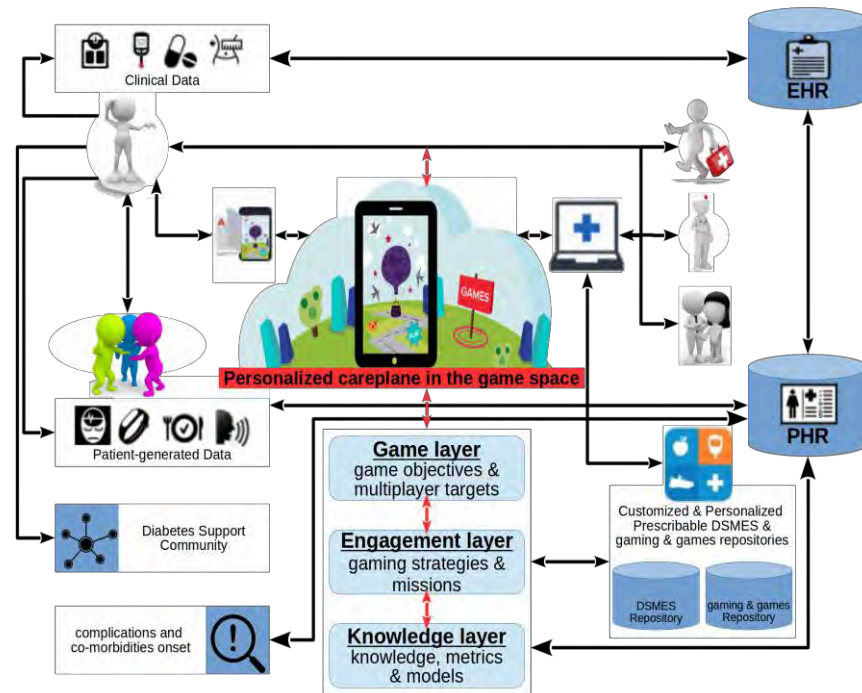 Clinical Data
EHR
A
GAMES
Personalized careplane in the game space
Patient-generated Data
PHR
Game layer
game objectives &
multiplayer targets
Customized & Personalized
Prescribable DSMES &
gaming & games repositories
Diabetes Support
Community
Engagement layer
gaming strategies &
missions
DSMES
Repository
gaming & games
Repository
complications and
co-morbidities onset
Knowledge layer
knowledge, metrics
& models